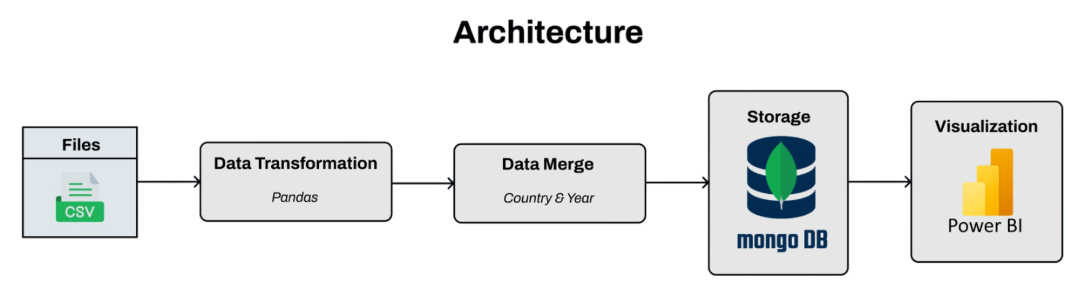 Architecture
Files
CSV
Data Transformation
Pandas
Data Merge
Country & Year
Storage
mongo DB
Visualization
Power BI